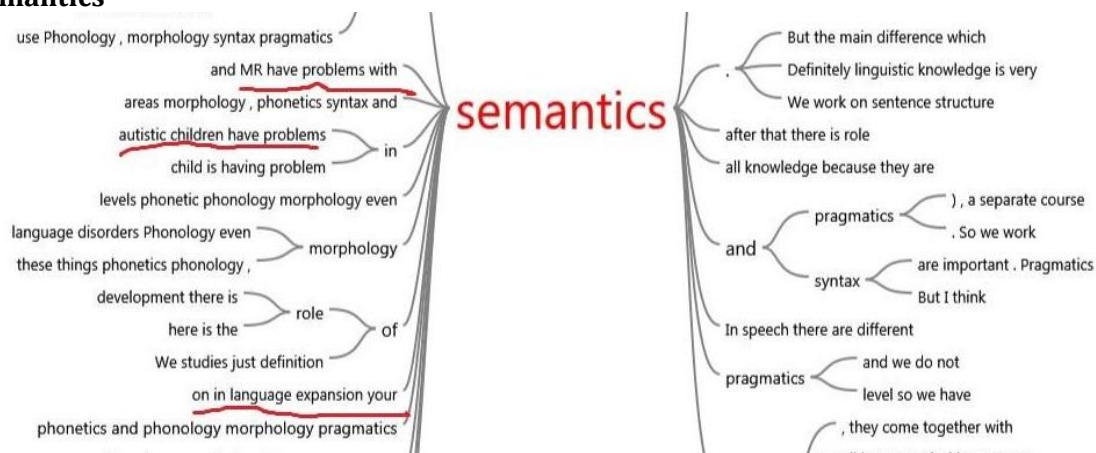 use Phonology , morphology syntax pragmatics
and MR have problems with
areas morphology , phonetics syntax and
autistic children have problems
child is having problem
in
levels phonetic phonology morphology even
language disorders Phonology even
these things phonetics phonology ,
morphology
development there is
here is the
role
We studies just definition
of
on in language expansion your
phonetics and phonology morphology pragmatics
semantics
.
But the main difference which
Definitely linguistic knowledge is very
We work on sentence structure
after that there is role
all knowledge because they are
and
pragmatics
) , a separate course
. So we work
syntax
are important . Pragmatics
But I think
In speech there are different
pragmatics
and we do not
level so we have
, they come together with